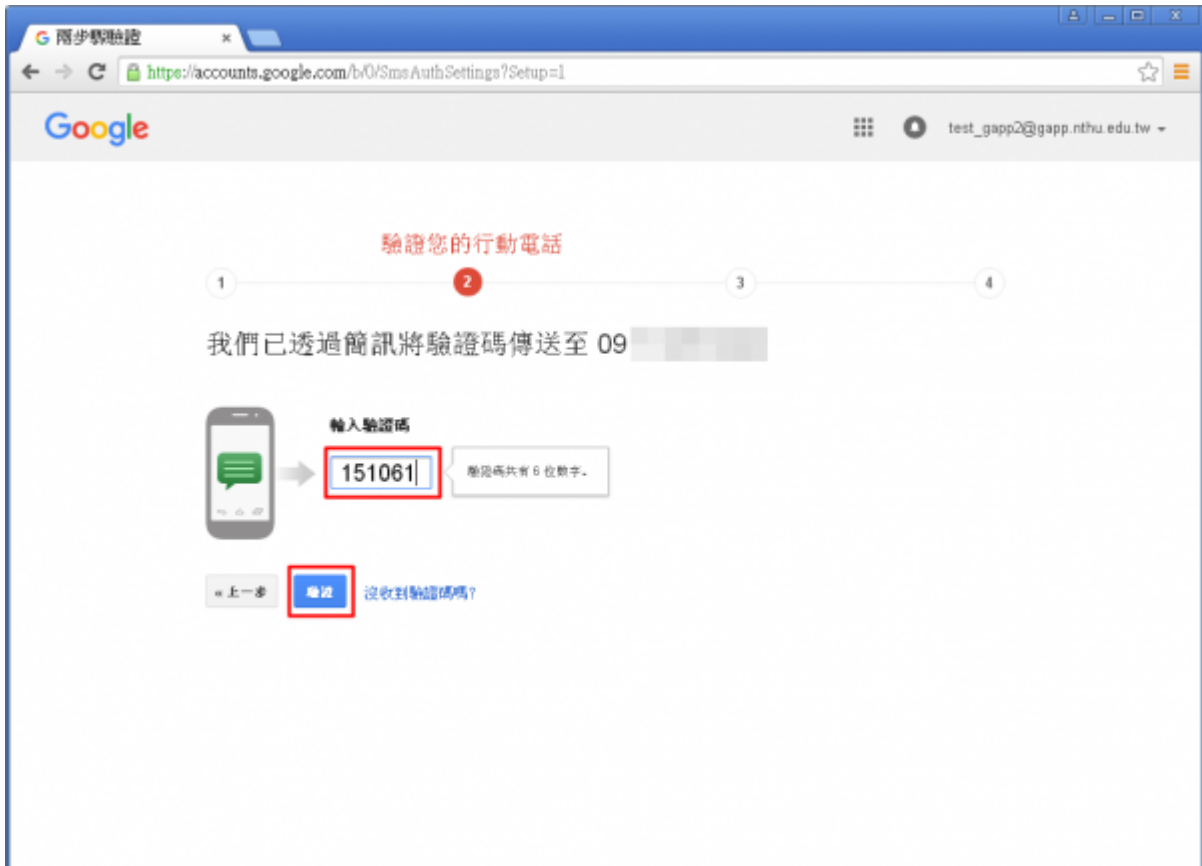 G 兩步驟驗證
https://accounts.google.com/b/0/SmsAuthSettings?Setup=1
Google
test_gapp2@gapp.nthu.edu.tw
驗證您的行動電話
1 2 3 4
我們已透過簡訊將驗證碼傳送至 09
輸入驗證碼
151061 驗證碼共有 6 位數字。
« 上一步 驗證 沒收到驗證碼嗎?